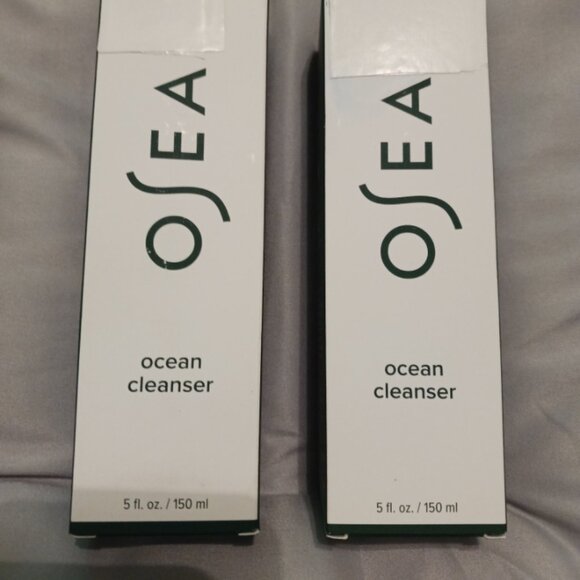 OSEA
ocean
cleanser
5 fl. oz. / 150 ml
OSEA
ocean
cleanser
5 fl. oz. / 150 ml